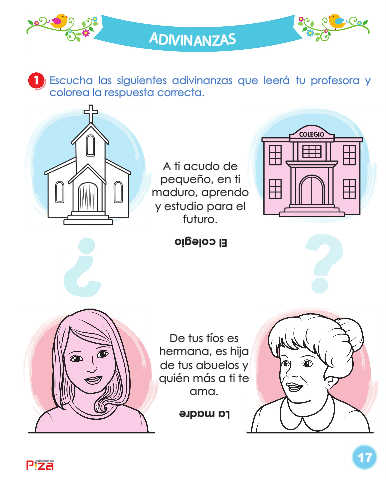 ADIVINANZAS
1 Escucha las siguientes adivinanzas que leerá tu profesora y
colorea la respuesta correcta.
COLEGIO
A ti acudo de
pequeño, en ti
maduro, aprendo
y estudio para el
futuro.
El colegio
¿ ?
De tus tíos es
hermana, es hija
de tus abuelos y
quién más a ti te
ama.
La madre
PIZA
17